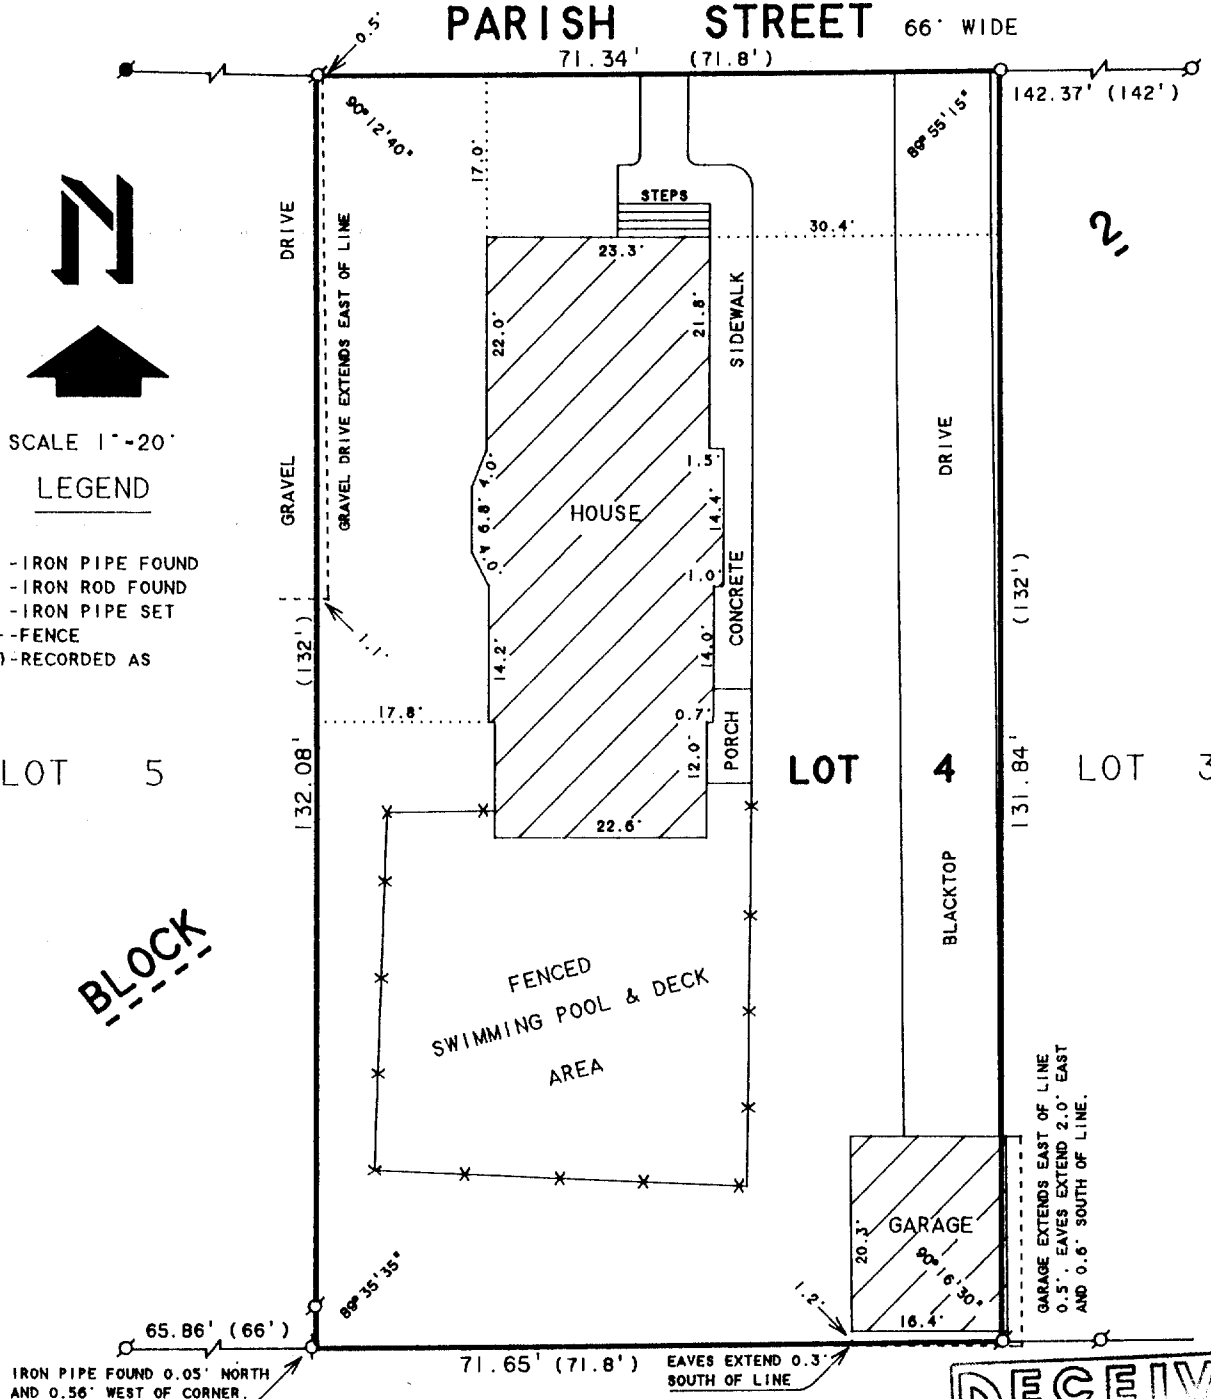 PARISH STREET 66' WIDE
0.5'
71.34' (71.8')
142.37' (142')
90°12'40"
89°55'15"
17.0'
STEPS
30.4'
23.3'
2,
N
DRIVE
GRAVEL
GRAVEL DRIVE EXTENDS EAST OF LINE
22.0'
21.8'
SIDEWALK
CONCRETE
DRIVE
BLACKTOP
SCALE 1"-20'
LEGEND
-IRON PIPE FOUND
-IRON ROD FOUND
-IRON PIPE SET
-FENCE
)-RECORDED AS
4.0'
6.8'
4.0'
HOUSE
1.5'
14.4'
1.0'
14.0'
14.2'
1.1'
(132')
132.08'
(132')
131.84'
17.8'
0.7'
12.0'
PORCH
22.6'
LOT 5
LOT 4
LOT 3
BLOCK
FENCED
SWIMMING POOL & DECK
AREA
GARAGE
20.3'
90°16'30"
16.4'
1.2'
GARAGE EXTENDS EAST OF LINE
0.5'. EAVES EXTEND 2.0' EAST
AND 0.6' SOUTH OF LINE.
89°35'35"
65.86' (66')
71.65' (71.8')
EAVES EXTEND 0.3'
SOUTH OF LINE
IRON PIPE FOUND 0.05' NORTH
AND 0.56' WEST OF CORNER.